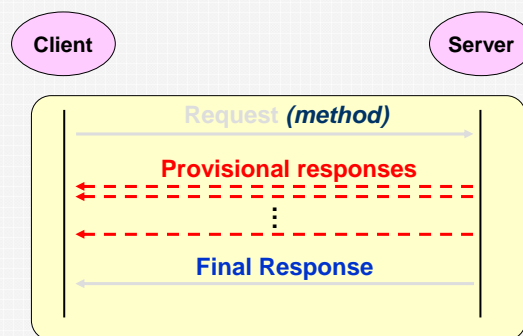 Client
Server
Request (method)
Provisional responses
Final Response